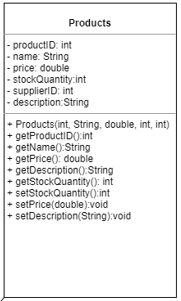 Products
- productID: int
- name: String
- price: double
- stockQuantity:int
- supplierID: int
- description:String
+ Products(int, String, double, int, int)
+ getProductID():int
+ getName():String
+ getPrice(): double
+ getDescription():String
+ getStockQuantity(): int
+ setStockQuantity():int
+ setPrice(double):void
+ setDescription(String):void